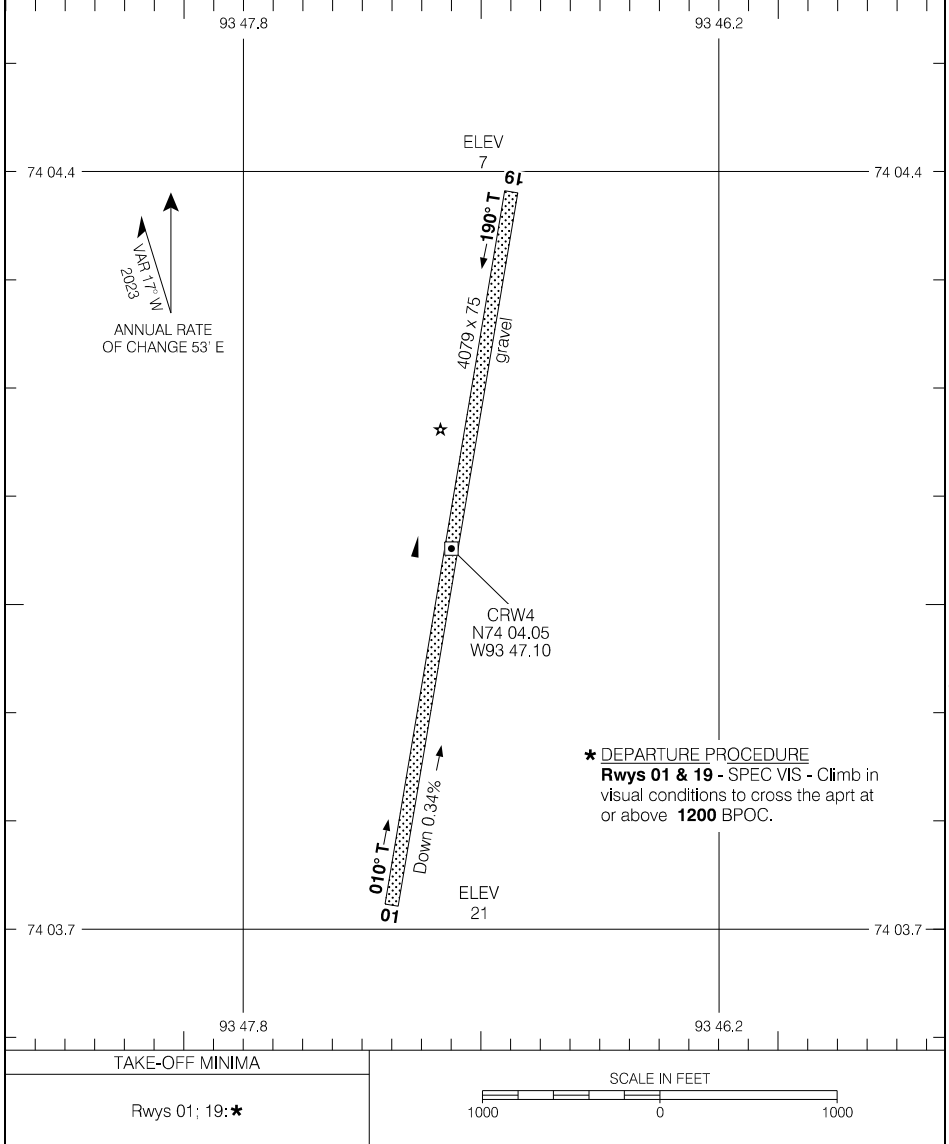 93 47.8
93 46.2
ELEV
7
74 04.4
74 04.4
19
190° T
VAR 17° W
2023
ANNUAL RATE
OF CHANGE 53' E
4079 x 75
gravel
CRW4
N74 04.05
W93 47.10
* DEPARTURE PROCEDURE
Rwys 01 & 19 - SPEC VIS - Climb in
visual conditions to cross the aprt at
or above 1200 BPOC.
Down 0.34%
010° T
ELEV
21
01
74 03.7
74 03.7
93 47.8
93 46.2
TAKE-OFF MINIMA
Rwys 01; 19:*
SCALE IN FEET
1000
0
1000